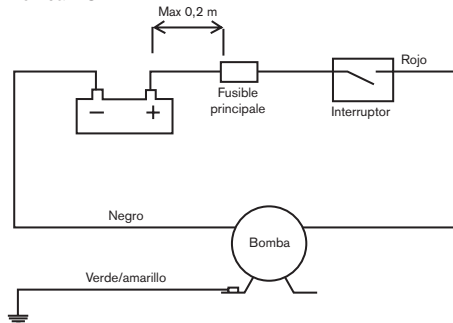 Max 0,2 m
Rojo
Fusible
principale
Interruptor
Negro
Bomba
Verde/amarillo